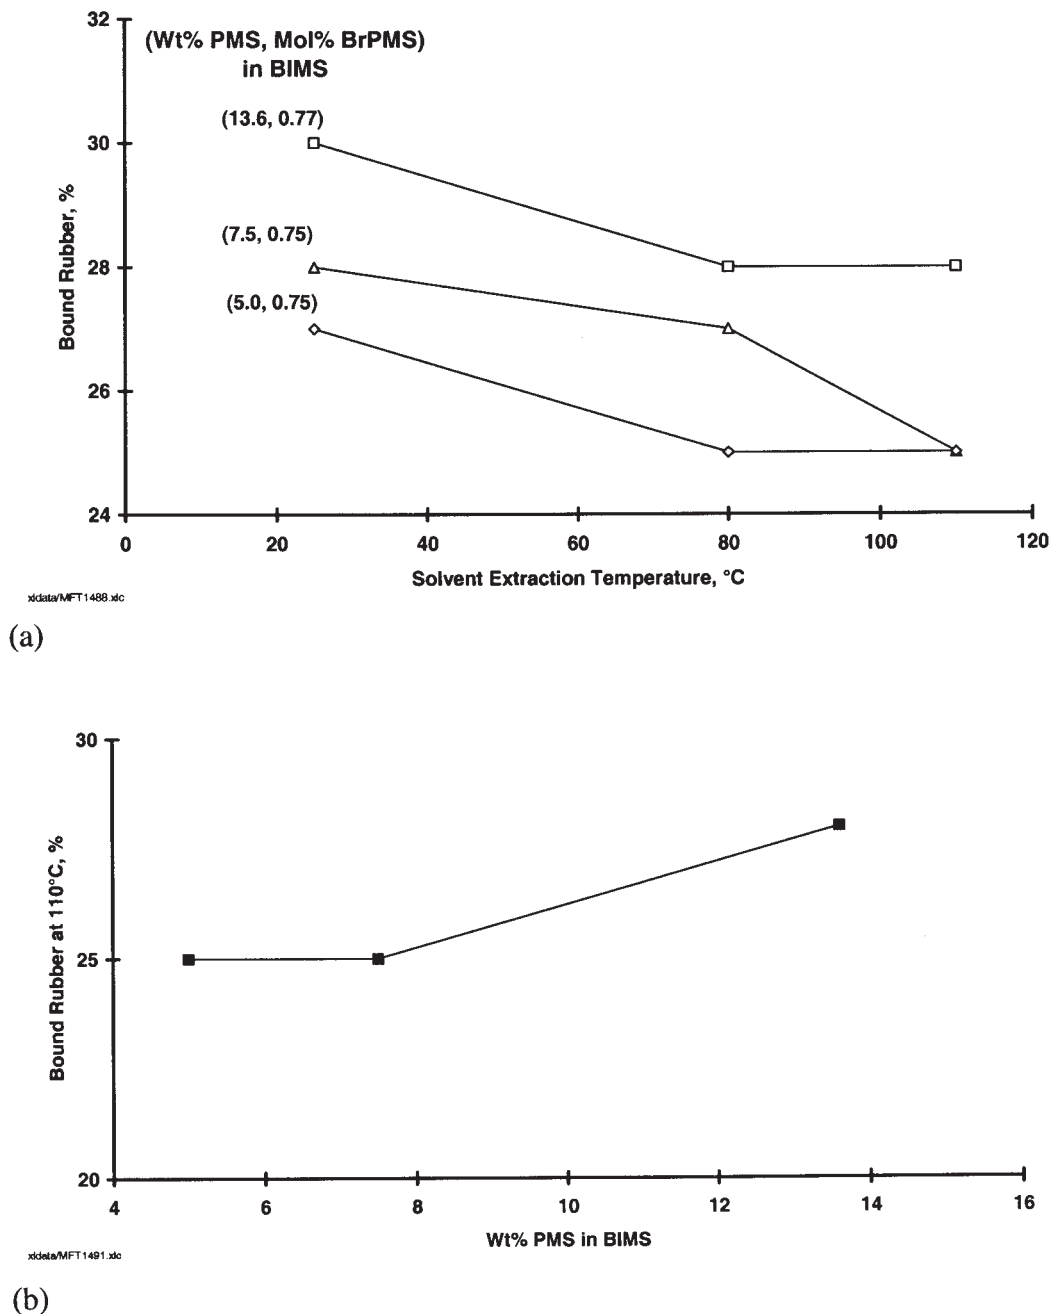 32
(Wt% PMS, Mol% BrPMS)
in BIMS
(13.6, 0.77)
30
(7.5, 0.75)
28
(5.0, 0.75)
26
24
Bound Rubber, %
0 20 40 60 80 100 120
Solvent Extraction Temperature, °C
xldata/MFT1488.xlc
(a)
30
25
20
Bound Rubber at 110°C, %
4 6 8 10 12 14 16
Wt% PMS in BIMS
xldata/MFT1491.xlc
(b)